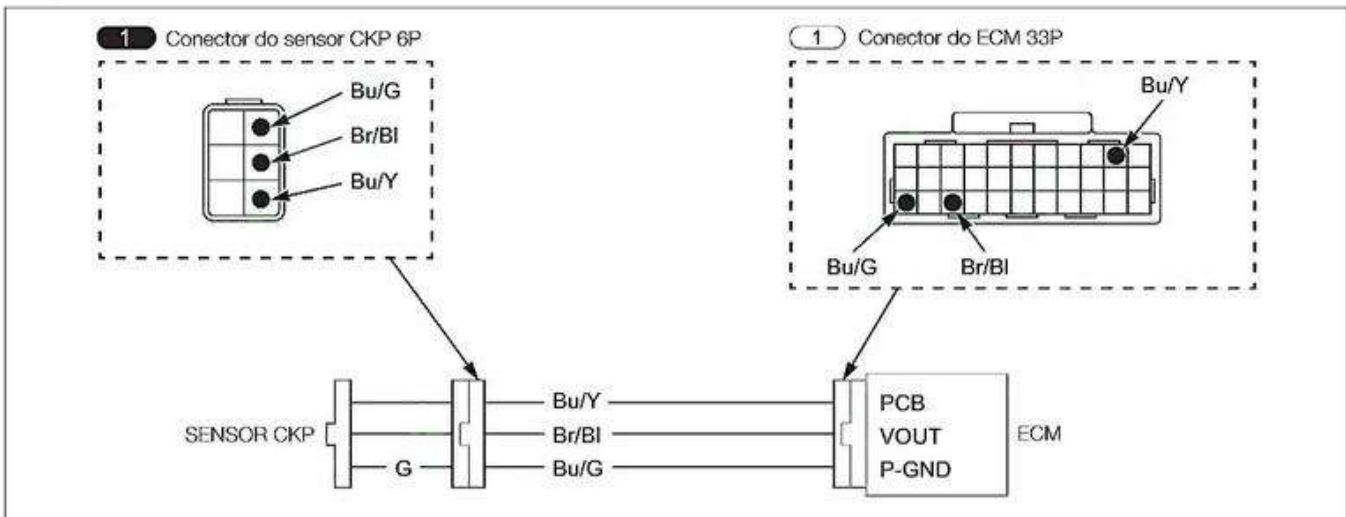 1 Conector do sensor CKP 6P
Bu/G
Br/Bl
Bu/Y
1 Conector do ECM 33P
Bu/Y
Bu/G
Br/Bl
SENSOR CKP
G
Bu/Y
Br/Bl
Bu/G
PCB
VOUT
P-GND
ECM